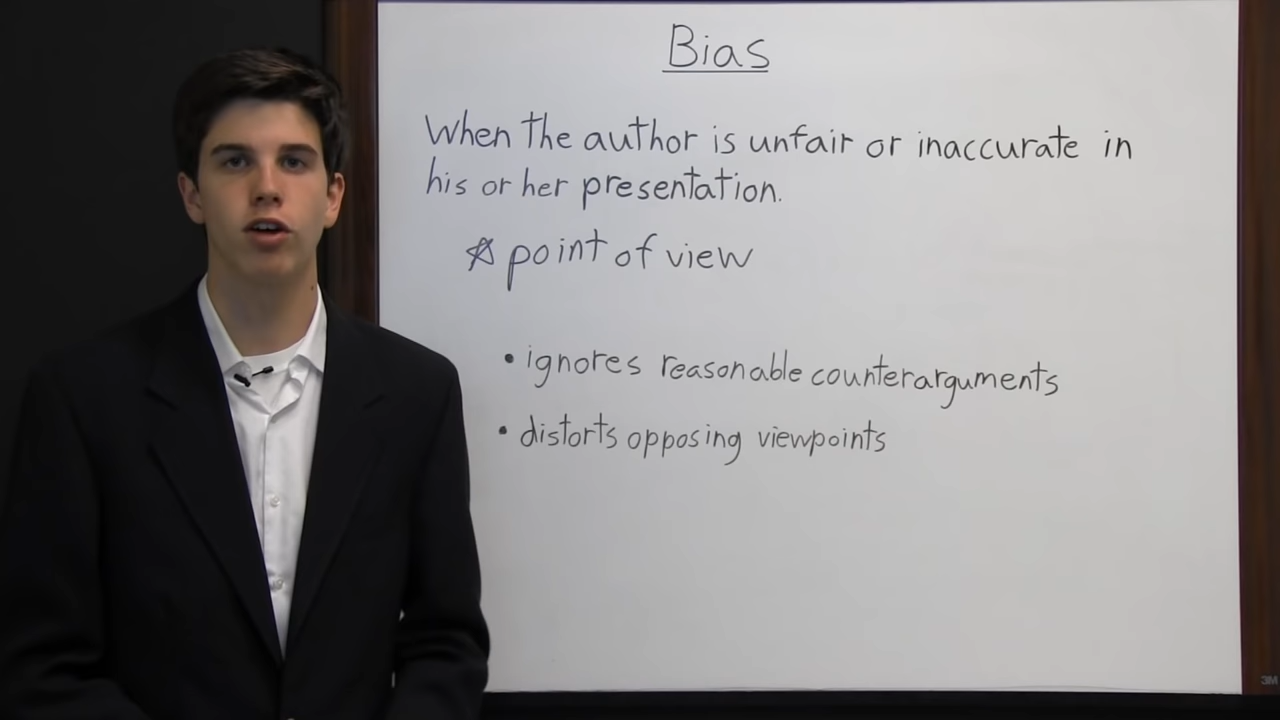 Bias
When the author is unfair or inaccurate in
his or her presentation.
☆ point of view
• ignores reasonable counterarguments
• distorts opposing viewpoints
3M